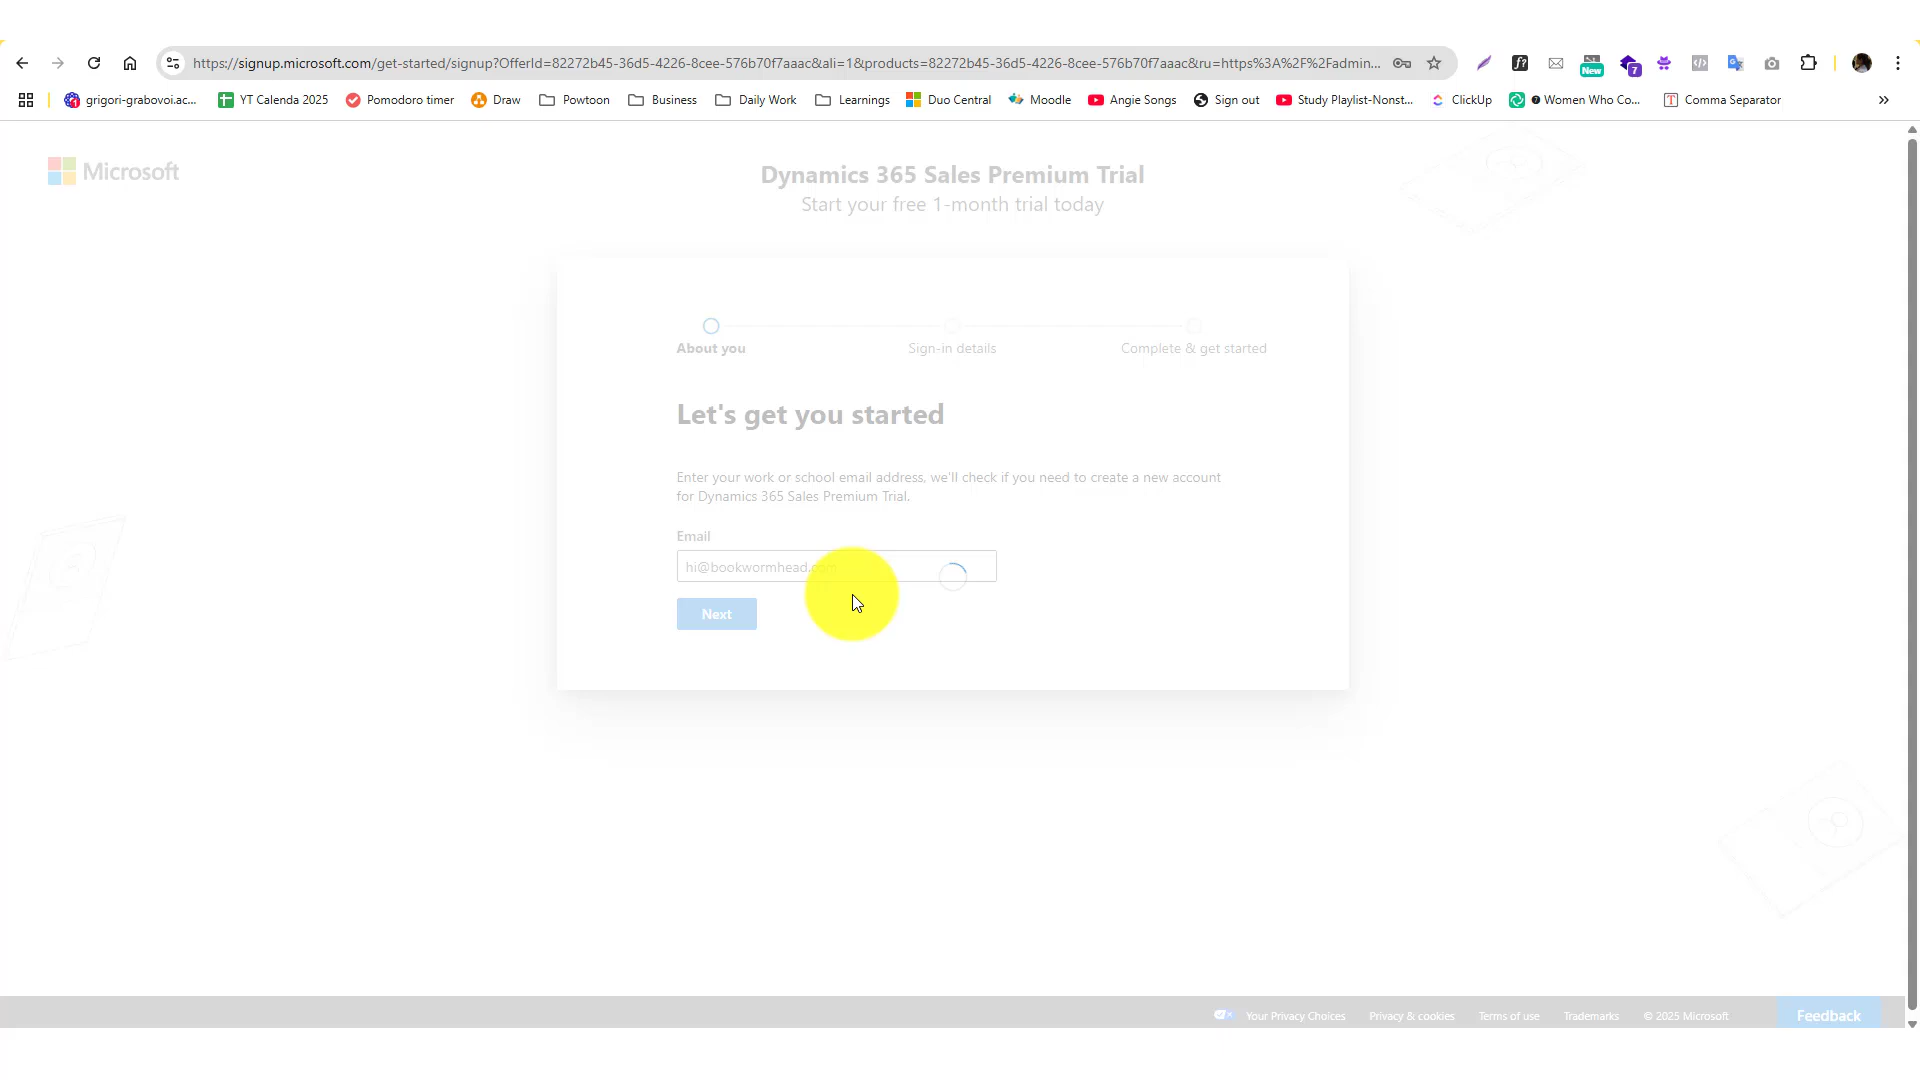 https://signup.microsoft.com/get-started/signup?OfferId=82272b45-36d5-4226-8cee-576b70f7aaac&ali=1&products=82272b45-36d5-4226-8cee-576b70f7aaac&ru=https%3A%2F%2Fadmin...
New
7
grigori-grabovoi.ac...
YT Calenda 2025
Pomodoro timer
Draw
Powtoon
Business
Daily Work
Learnings
Duo Central
Moodle
Angie Songs
Sign out
Study Playlist-Nonst...
ClickUp
Women Who Co...
Comma Separator
Microsoft
Dynamics 365 Sales Premium Trial
Start your free 1-month trial today
About you
Sign-in details
Complete & get started
Let's get you started
Enter your work or school email address, we'll check if you need to create a new account
for Dynamics 365 Sales Premium Trial.
Email
hi@bookwormhead.com
Next
Your Privacy Choices
Privacy & cookies
Terms of use
Trademarks
© 2025 Microsoft
Feedback